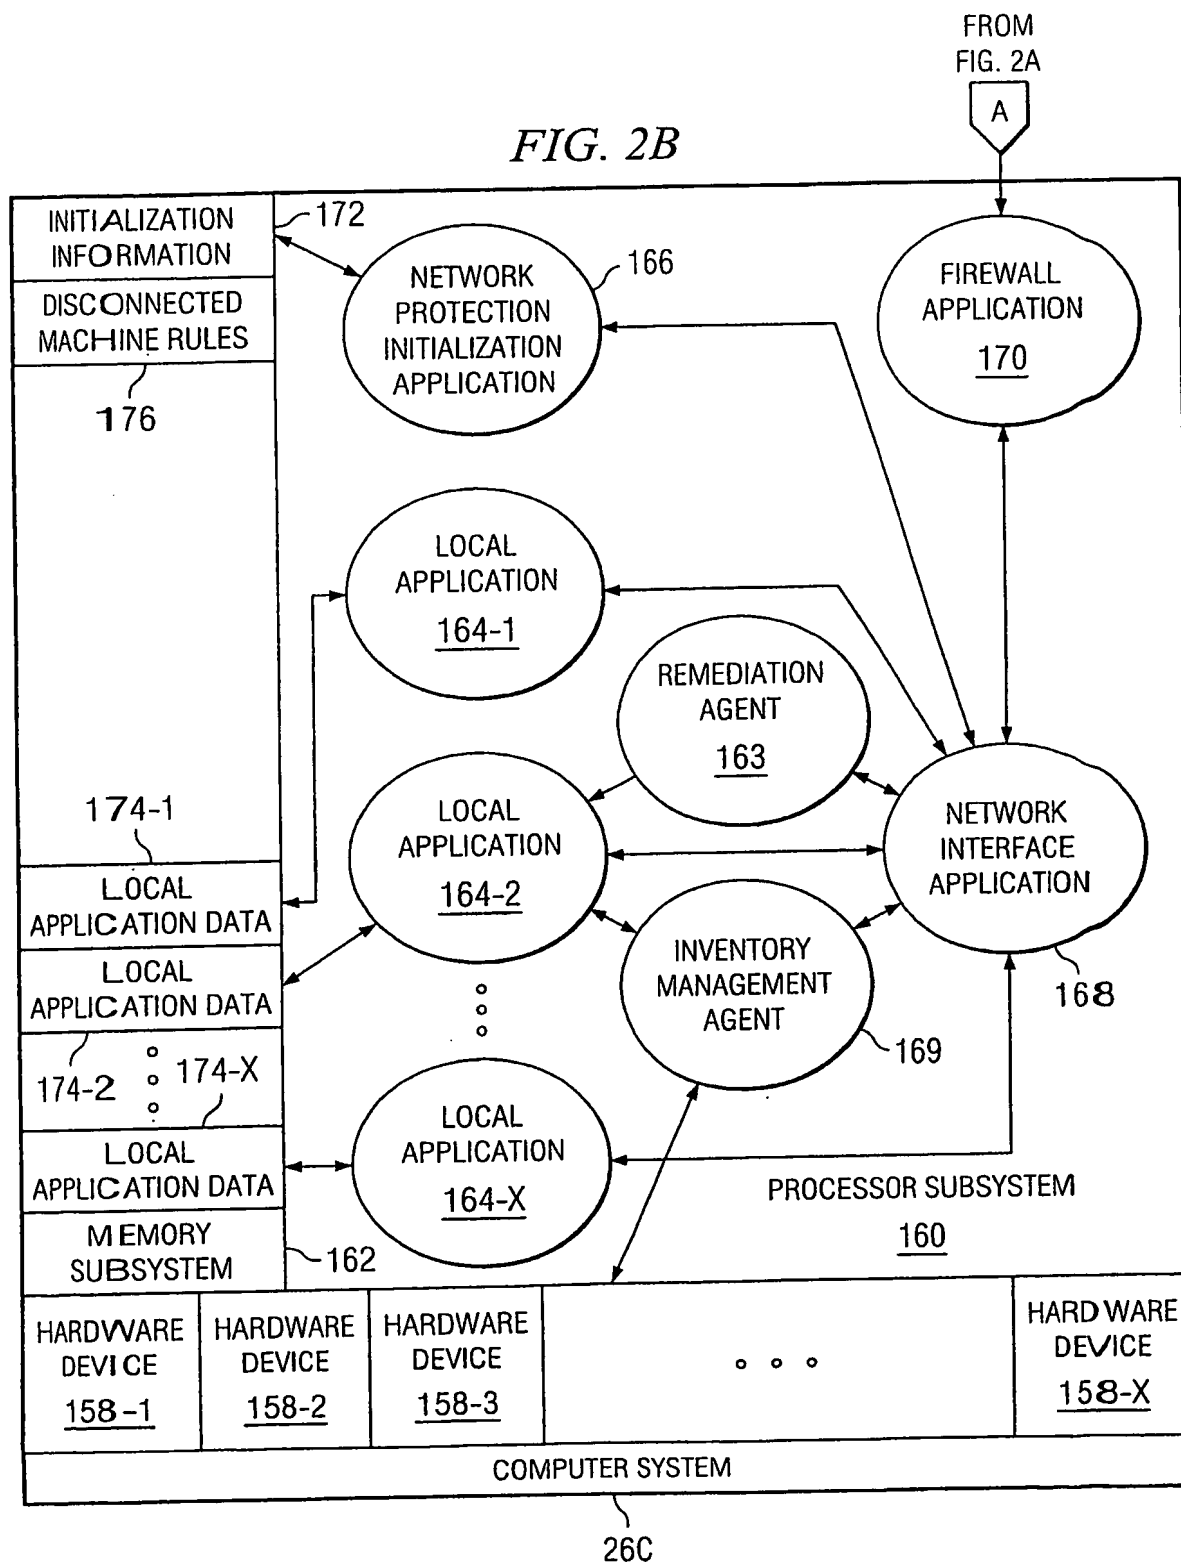 FROM
FIG. 2A
A
FIG. 2B
INITIALIZATION
INFORMATION
172
DISCONNECTED
MACHINE RULES
176
NETWORK
PROTECTION
INITIALIZATION
APPLICATION
166
FIREWALL
APPLICATION
170
LOCAL
APPLICATION
164-1
REMEDIATION
AGENT
163
174-1
LOCAL
APPLICATION DATA
LOCAL
APPLICATION
164-2
NETWORK
INTERFACE
APPLICATION
168
LOCAL
APPLICATION DATA
174-2
174-X
INVENTORY
MANAGEMENT
AGENT
169
LOCAL
APPLICATION DATA
LOCAL
APPLICATION
164-X
PROCESSOR SUBSYSTEM
160
MEMORY
SUBSYSTEM
162
HARDWARE
DEVICE
158-1
HARDWARE
DEVICE
158-2
HARDWARE
DEVICE
158-3
HARDWARE
DEVICE
158-X
COMPUTER SYSTEM
26C